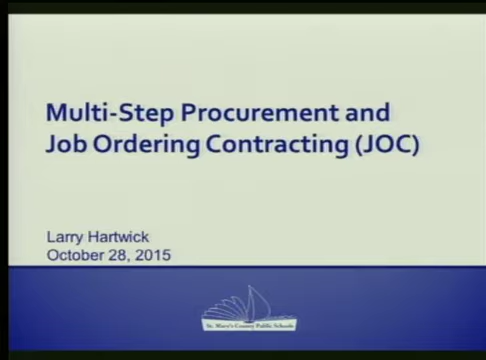 Multi-Step Procurement and
Job Ordering Contracting (JOC)
Larry Hartwick
October 28, 2015
St. Mary's County Public Schools